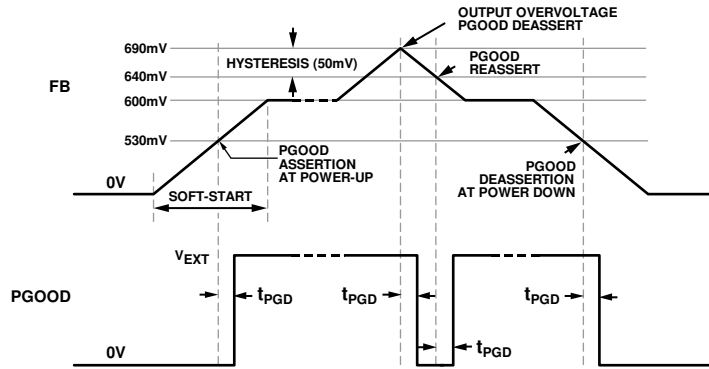 OUTPUT OVERVOLTAGE
PGOOD DEASSERT
690mV
HYSTERESIS (50mV)
PGOOD
REASSERT
640mV
FB
600mV
530mV
PGOOD
ASSERTION
AT POWER-UP
PGOOD
DEASSERTION
AT POWER DOWN
0V
SOFT-START
VEXT
PGOOD
tPGD
tPGD
tPGD
tPGD
0V